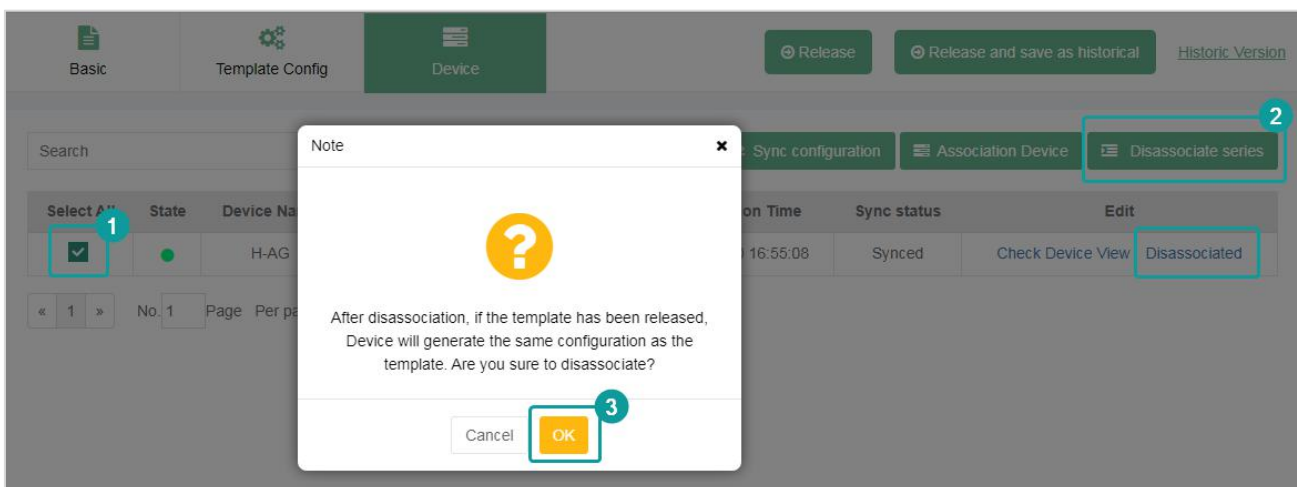 Basic
Template Config
Device
Release
Release and save as historical
Historic Version
2
Search
Note
Sync configuration
Association Device
Disassociate series
Select
State
Device
on Time
Sync status
Edit
1
H-AG
16:55:08
Synced
Check Device View
Disassociated
« 1 »
No. 1 Page Per
After disassociation, if the template has been released,
Device will generate the same configuration as the
template. Are you sure to disassociate?
3
Cancel
OK